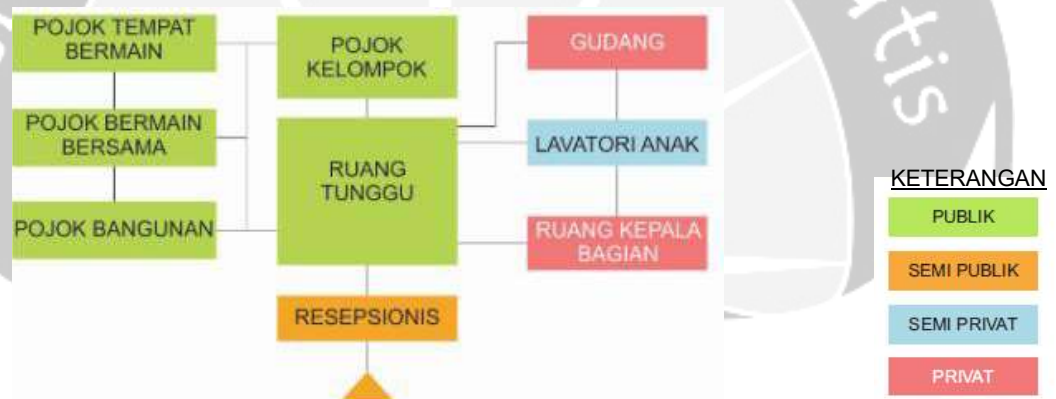 POJOK TEMPAT
BERMAIN
POJOK
KELOMPOK
GUDANG
POJOK BERMAIN
BERSAMA
LAVATORI ANAK
RUANG
TUNGGU
POJOK BANGUNAN
RUANG KEPALA
BAGIAN
RESEPSIONIS
KETERANGAN
PUBLIK
SEMI PUBLIK
SEMI PRIVAT
PRIVAT